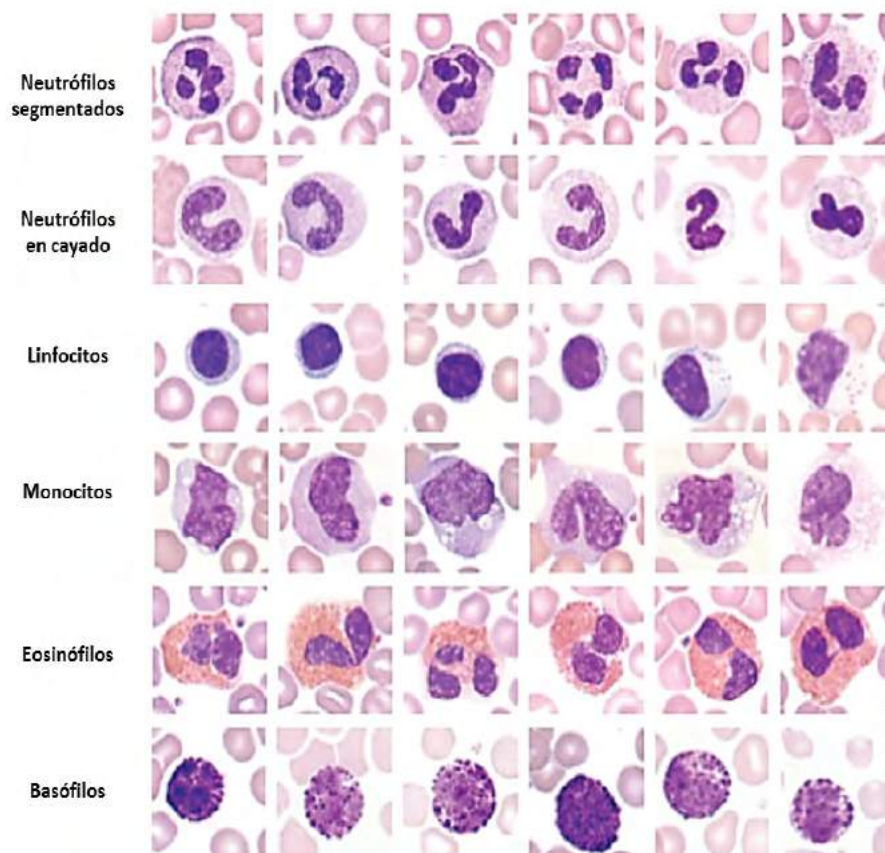 Neutrófilos
segmentados
Neutrófilos
en cayado
Linfocitos
Monocitos
Eosinófilos
Basófilos